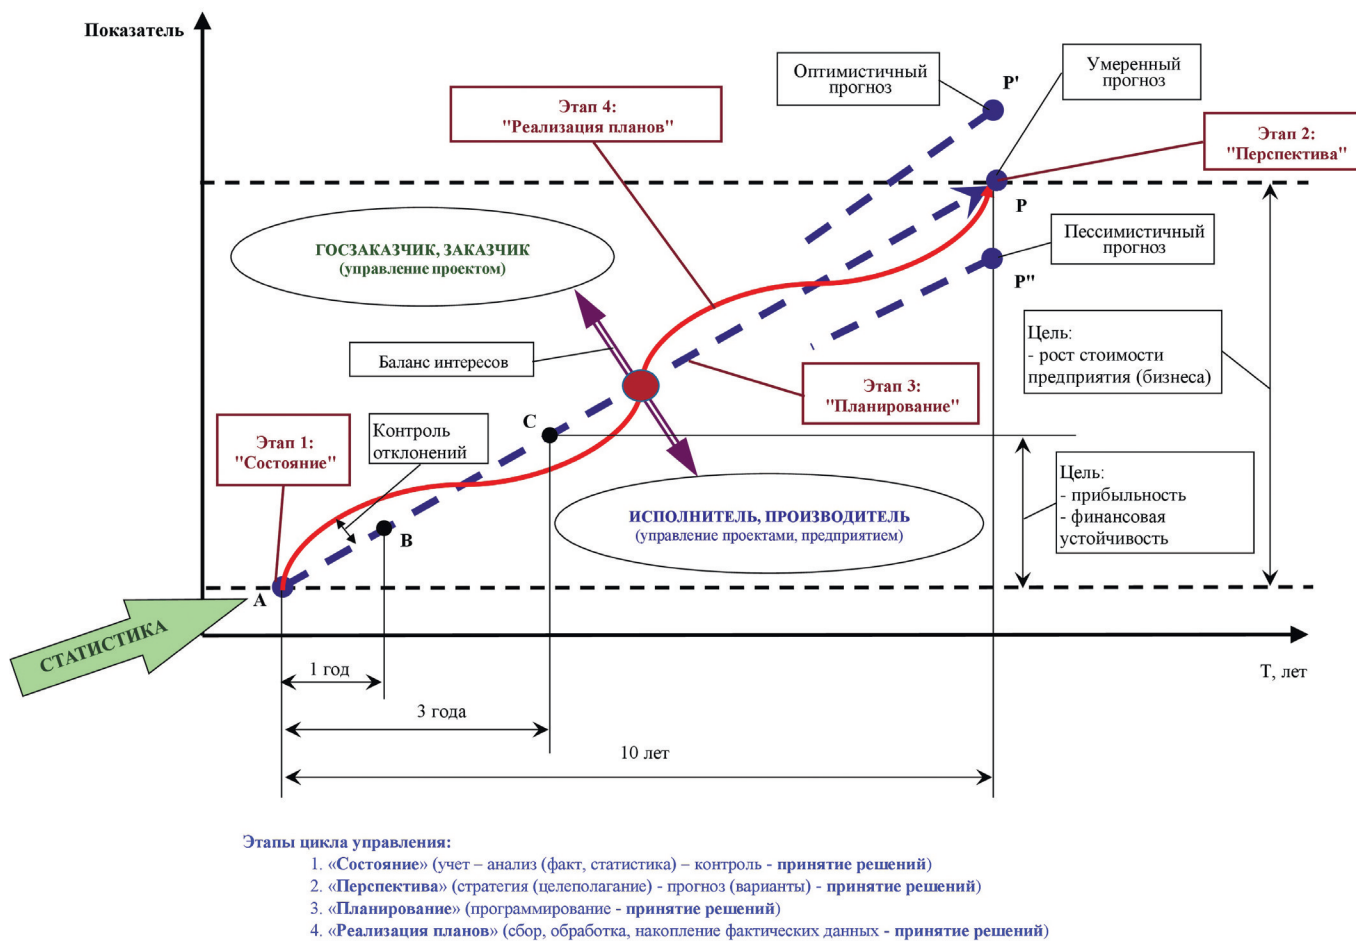 Показатель
Оптимистичный
прогноз
P'
Умеренный
прогноз
Этап 4:
"Реализация планов"
Этап 2:
"Перспектива"
P
ГОСЗАКАЗЧИК, ЗАКАЗЧИК
(управление проектом)
Пессимистичный
прогноз
P"
Баланс интересов
Цель:
- рост стоимости
предприятия (бизнеса)
Этап 3:
"Планирование"
C
Этап 1:
"Состояние"
Контроль
отклонений
Цель:
- прибыльность
- финансовая
устойчивость
ИСПОЛНИТЕЛЬ, ПРОИЗВОДИТЕЛЬ
(управление проектами, предприятием)
B
A
СТАТИСТИКА
1 год
Т, лет
3 года
10 лет
Этапы цикла управления:
1. «Состояние» (учет – анализ (факт, статистика) – контроль - принятие решений)
2. «Перспектива» (стратегия (целеполагание) - прогноз (варианты) - принятие решений)
3. «Планирование» (программирование - принятие решений)
4. «Реализация планов» (сбор, обработка, накопление фактических данных - принятие решений)